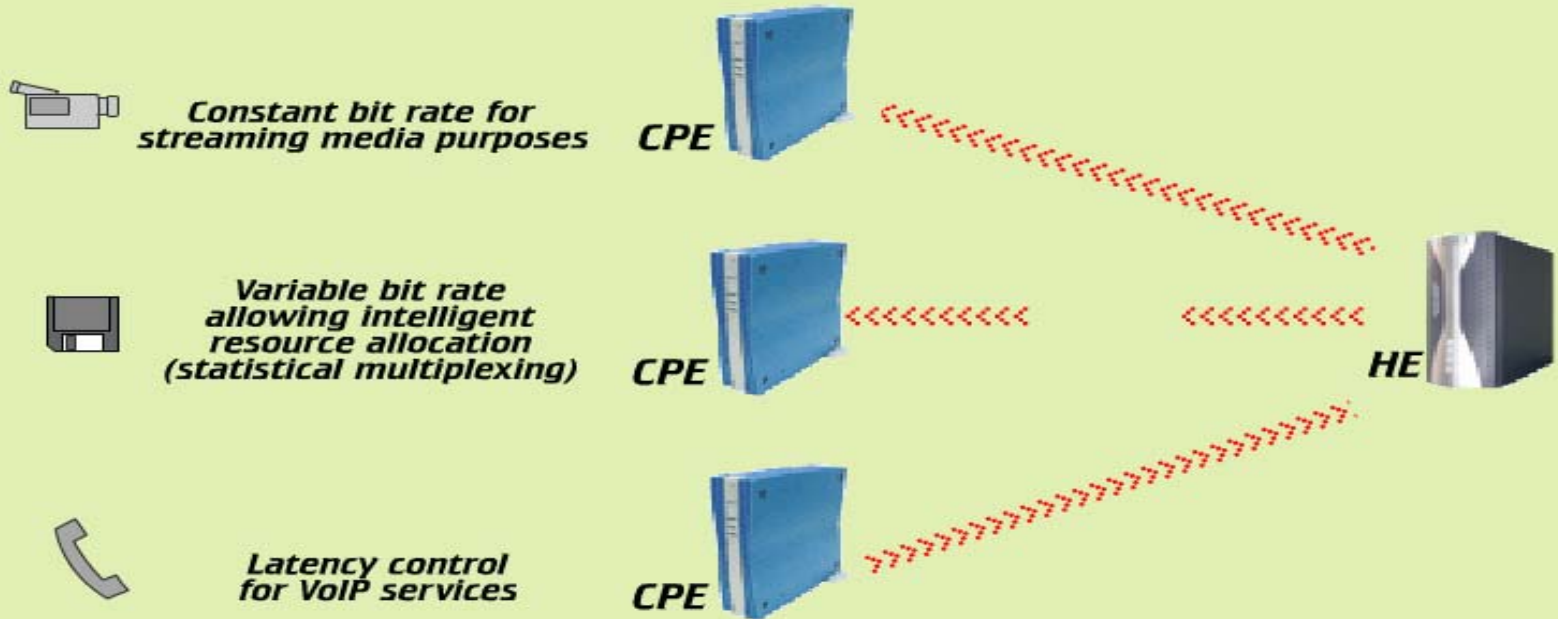 Constant bit rate for
streaming media purposes
CPE
Variable bit rate
allowing intelligent
resource allocation
(statistical multiplexing)
CPE
HE
Latency control
for VoIP services
CPE